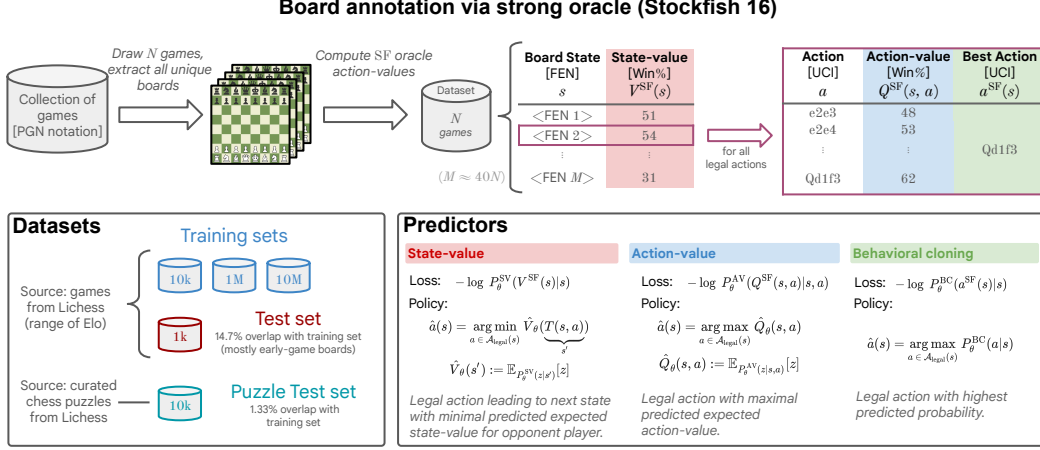 Board annotation via strong oracle (Stockfish 16)
Collection of
games
[PGN notation]
Draw N games,
extract all unique
boards
Compute SF oracle
action-values
Dataset
N
games
(M ≈ 40N)
Board State
[FEN]
s
State-value
[Win%]
V^SF(s)
<FEN 1> 51
<FEN 2> 54
⋮ ⋮
<FEN M> 31
for all
legal actions
Action
[UCI]
a
Action-value
[Win%]
Q^SF(s, a)
Best Action
[UCI]
a^SF(s)
e2e3 48
e2e4 53
⋮ ⋮ Qd1f3
Qd1f3 62
Datasets
Training sets
Source: games
from Lichess
(range of Elo)
10k 1M 10M
1k
Test set
14.7% overlap with training set
(mostly early-game boards)
Source: curated
chess puzzles
from Lichess
10k
Puzzle Test set
1.33% overlap with
training set
Predictors
State-value
Loss: − log P_θ^SV(V^SF(s)|s)
Policy:
â(s) = arg min_{a ∈ A_legal(s)} V̂_θ(T(s, a))
s′
V̂_θ(s′) := 𝔼_{P_θ^SV(z|s′)}[z]
Legal action leading to next state
with minimal predicted expected
state-value for opponent player.
Action-value
Loss: − log P_θ^AV(Q^SF(s, a)|s, a)
Policy:
â(s) = arg max_{a ∈ A_legal(s)} Q̂_θ(s, a)
Q̂_θ(s, a) := 𝔼_{P_θ^AV(z|s,a)}[z]
Legal action with maximal
predicted expected
action-value.
Behavioral cloning
Loss: − log P_θ^BC(a^SF(s)|s)
Policy:
â(s) = arg max_{a ∈ A_legal(s)} P_θ^BC(a|s)
Legal action with highest
predicted probability.